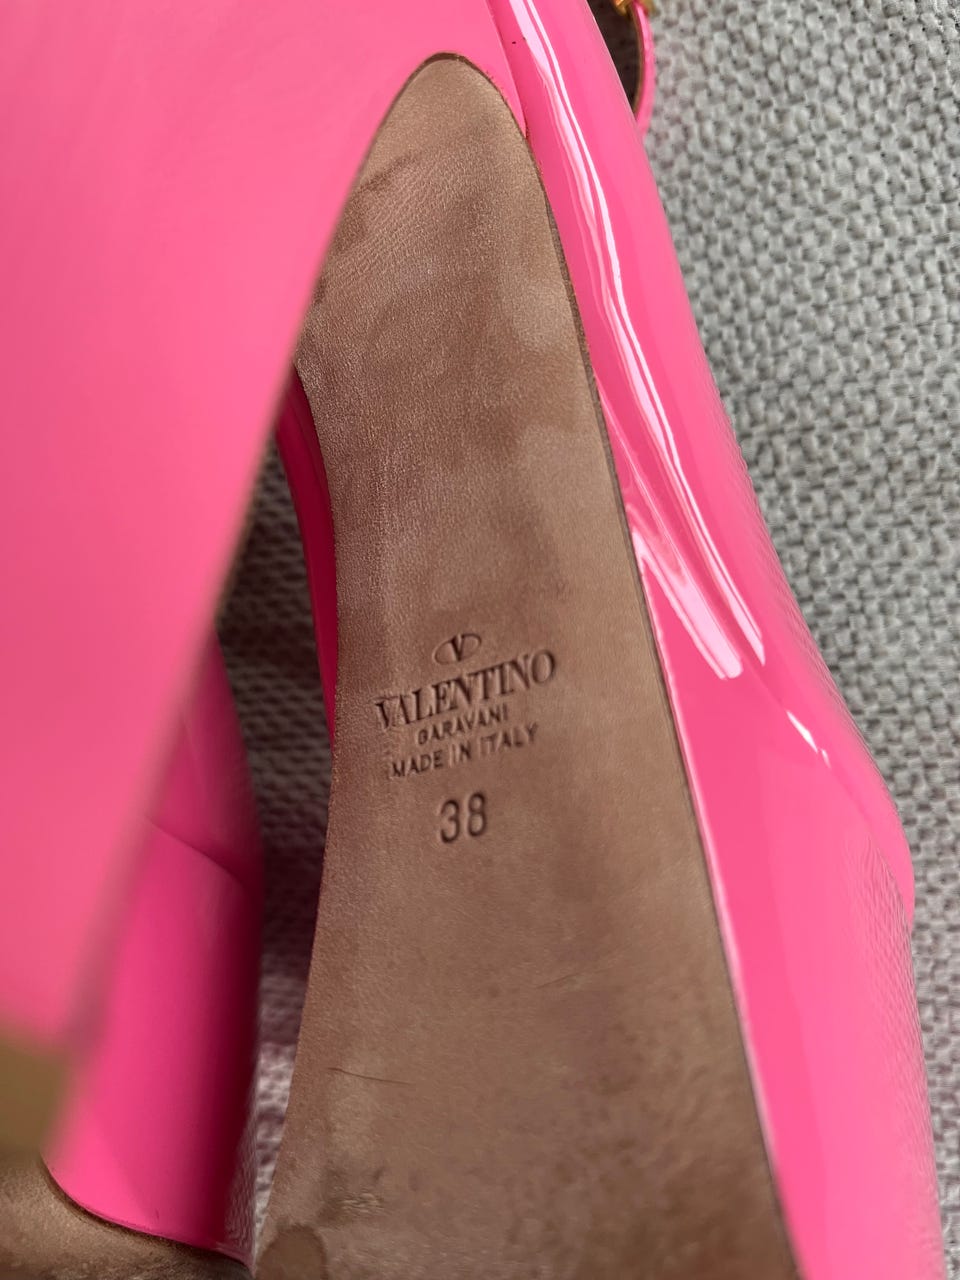 V
VALENTINO
GARAVANI
MADE IN ITALY
38